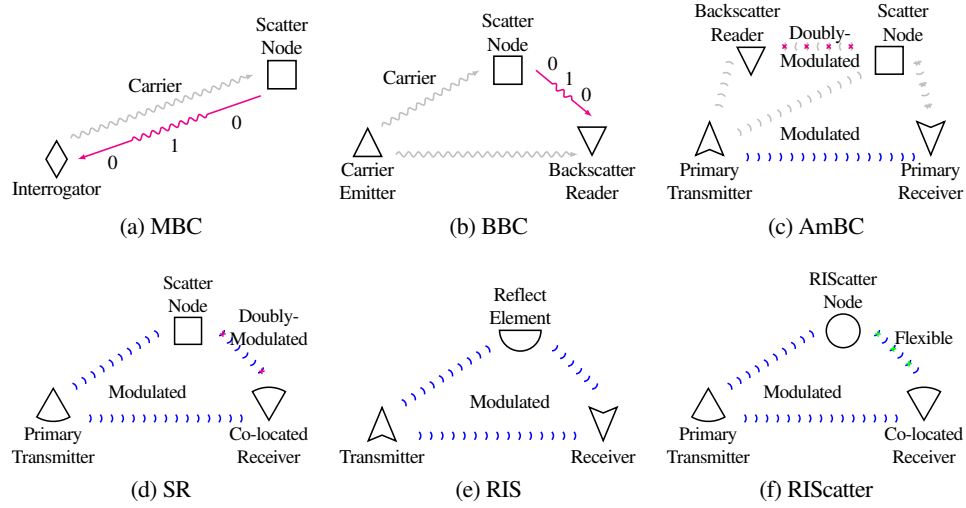 Scatter
Node
Carrier
0
1
0
Interrogator
(a) MBC
Scatter
Node
Carrier
0
1
0
Carrier
Emitter
Backscatter
Reader
(b) BBC
Backscatter
Reader
Doubly-
Modulated
Scatter
Node
Modulated
Primary
Transmitter
Primary
Receiver
(c) AmBC
Scatter
Node
Doubly-
Modulated
Modulated
Primary
Transmitter
Co-located
Receiver
(d) SR
Reflect
Element
Modulated
Transmitter
Receiver
(e) RIS
RIScatter
Node
Flexible
Modulated
Primary
Transmitter
Co-located
Receiver
(f) RIScatter